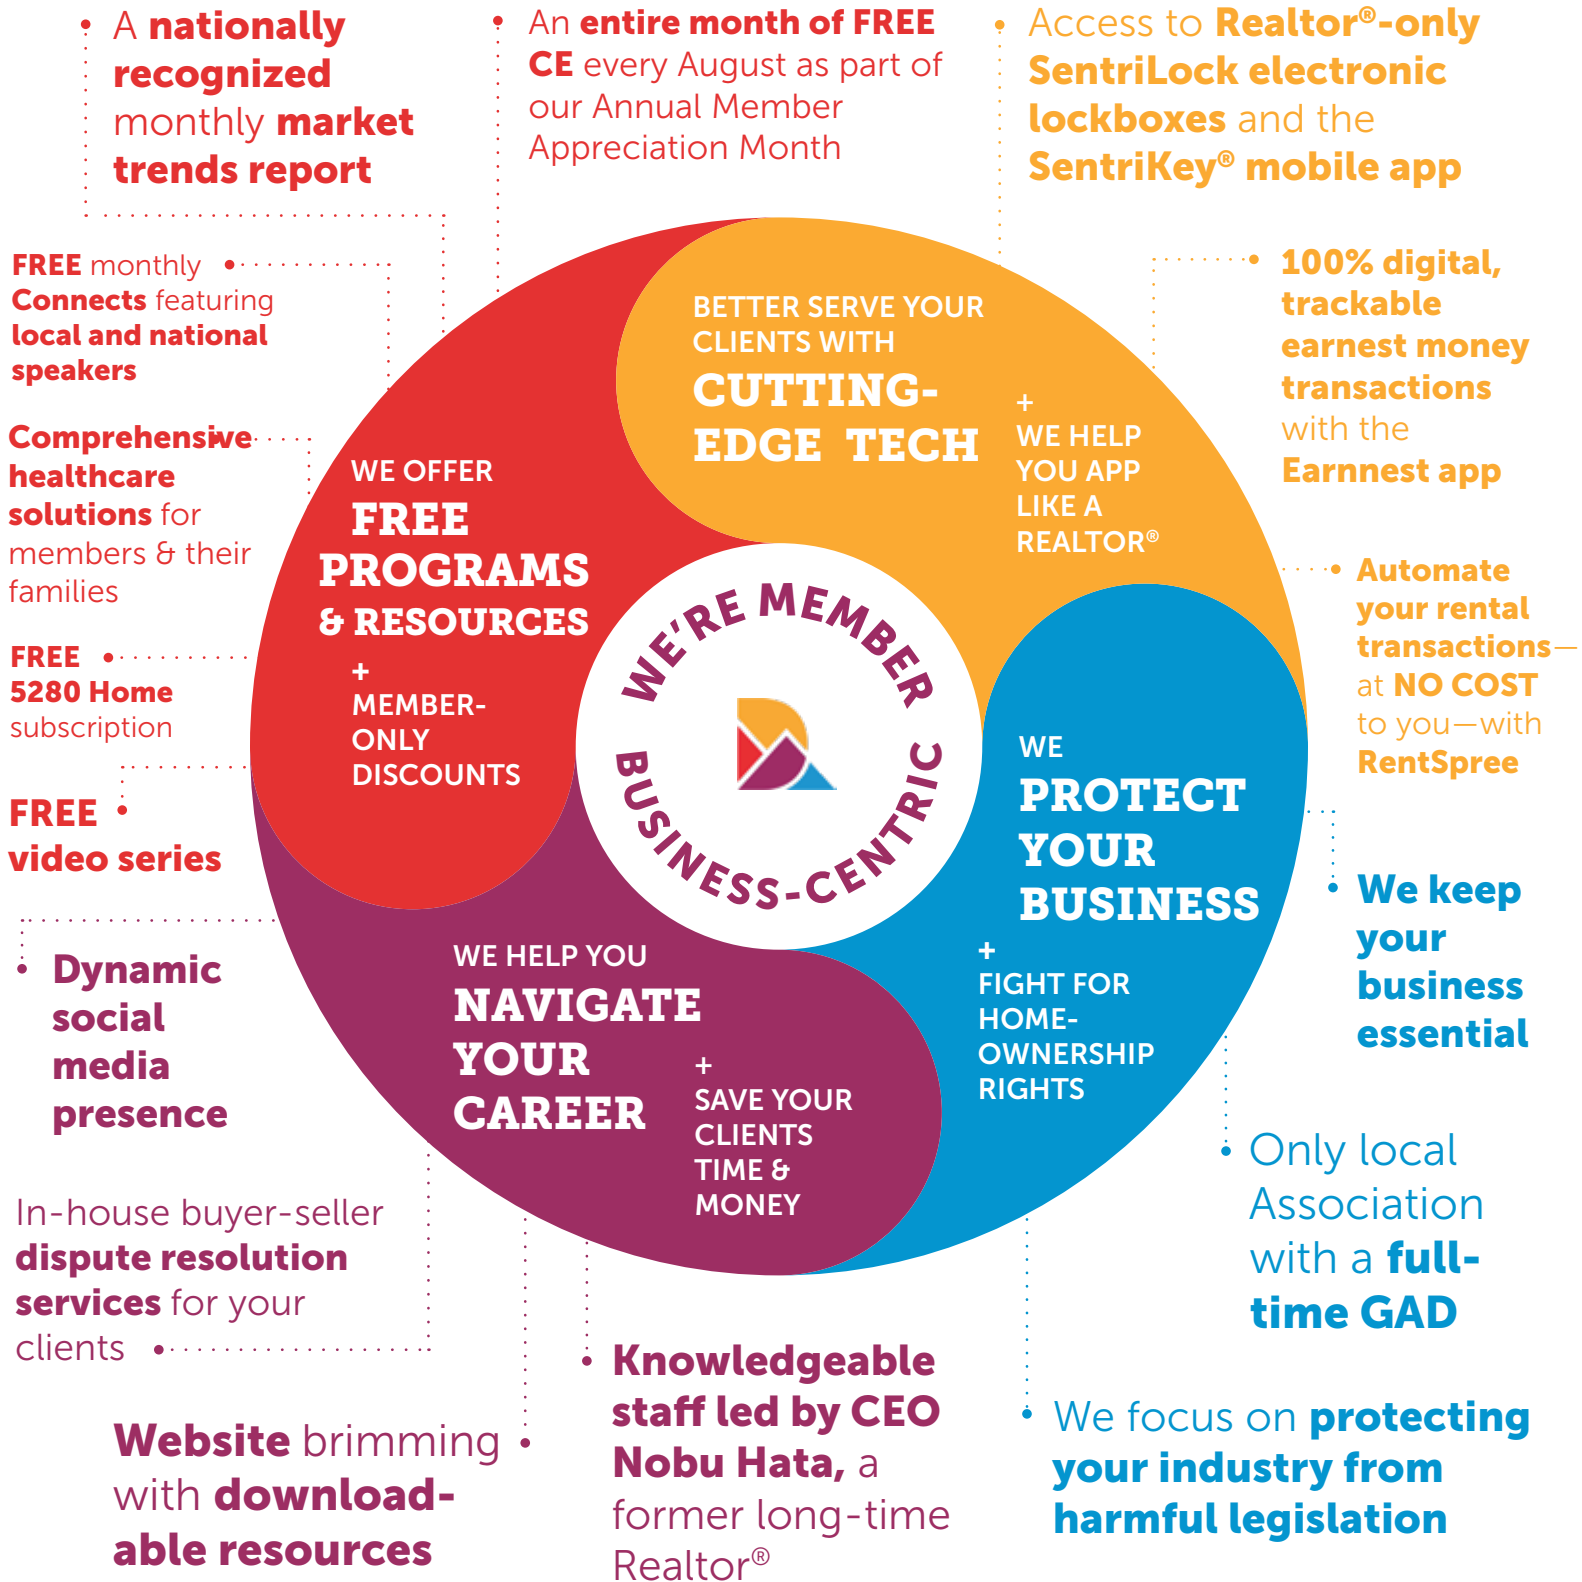 A nationally
recognized
monthly market
trends report
An entire month of FREE
CE every August as part of
our Annual Member
Appreciation Month
Access to Realtor®-only
SentriLock electronic
lockboxes and the
SentriKey® mobile app
FREE monthly
Connects featuring
local and national
speakers
Comprehensive
healthcare
solutions for
members & their
families
FREE
5280 Home
subscription
FREE
video series
WE OFFER
FREE
PROGRAMS
& RESOURCES
+
MEMBER-
ONLY
DISCOUNTS
BETTER SERVE YOUR
CLIENTS WITH
CUTTING-
EDGE TECH
+
WE HELP
YOU APP
LIKE A
REALTOR®
100% digital,
trackable
earnest money
transactions
with the
Earnnest app
Automate
your rental
transactions—
at NO COST
to you—with
RentSpree
WE'RE MEMBER
BUSINESS-CENTRIC
WE
PROTECT
YOUR
BUSINESS
+
FIGHT FOR
HOME-
OWNERSHIP
RIGHTS
We keep
your
business
essential
Only local
Association
with a full-
time GAD
We focus on protecting
your industry from
harmful legislation
WE HELP YOU
NAVIGATE
YOUR
CAREER
+
SAVE YOUR
CLIENTS
TIME &
MONEY
Dynamic
social
media
presence
In-house buyer-seller
dispute resolution
services for your
clients
Website brimming
with download-
able resources
Knowledgeable
staff led by CEO
Nobu Hata, a
former long-time
Realtor®